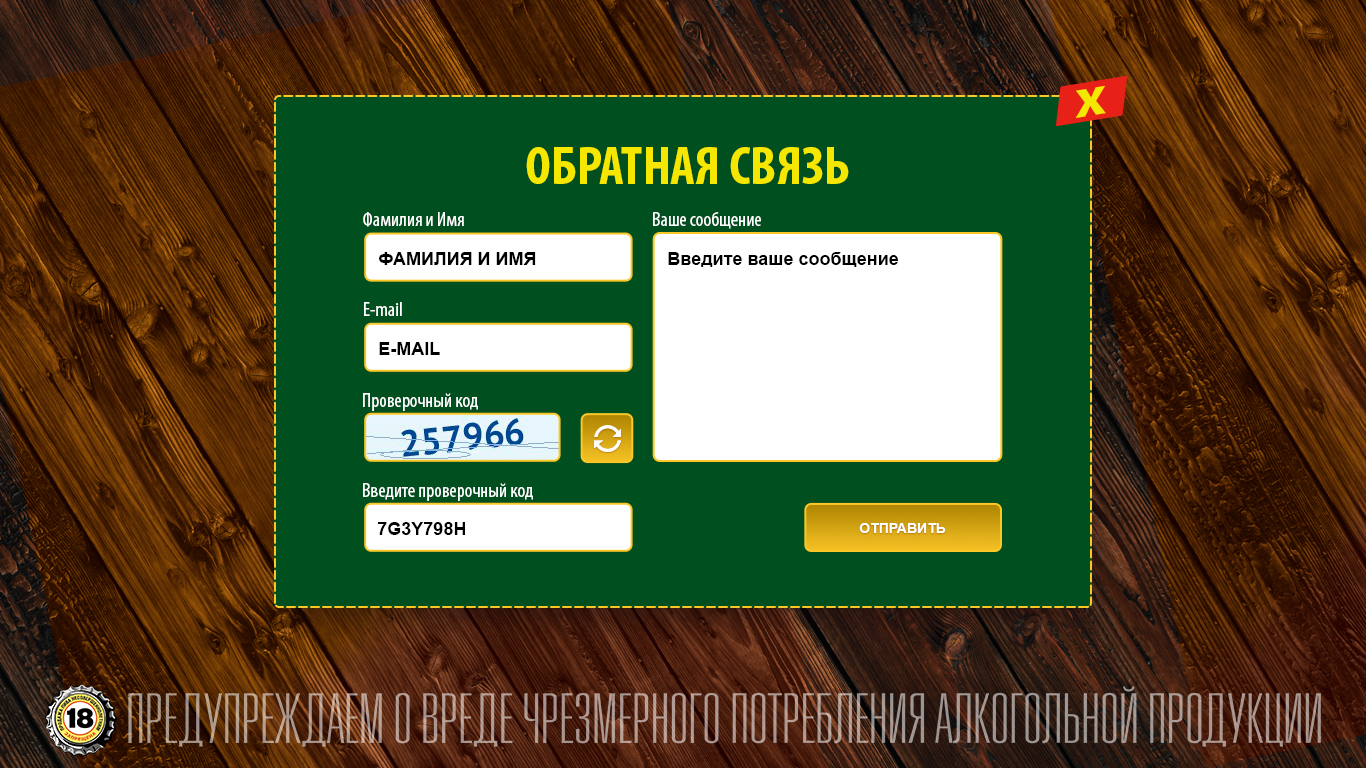 X
ОБРАТНАЯ СВЯЗЬ
Фамилия и Имя
ФАМИЛИЯ И ИМЯ
E-mail
E-MAIL
Проверочный код
257966
Введите проверочный код
7G3Y798H
Ваше сообщение
Введите ваше сообщение
ОТПРАВИТЬ
18
ПРЕДУПРЕЖДАЕМ О ВРЕДЕ ЧРЕЗМЕРНОГО ПОТРЕБЛЕНИЯ АЛКОГОЛЬНОЙ ПРОДУКЦИИ